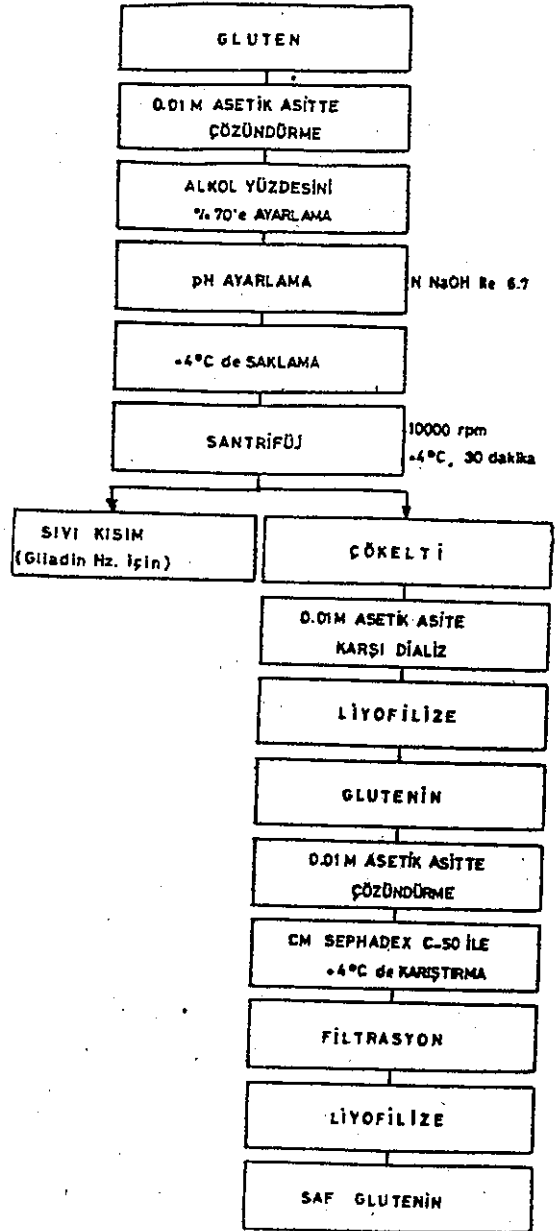 GLUTEN
0.01 M ASETİK ASİTTE
ÇÖZÜNDÜRME
ALKOL YÜZDESİNİ
% 70'e AYARLAMA
pH AYARLAMA
N NaOH ile 6.7
+4°C de SAKLAMA
SANTRİFÜJ
10000 rpm
+4°C, 30 dakika
SIVI KISIM
(Gliadin Hz. için)
ÇÖKELTİ
0.01M ASETİK ASİTE
KARŞI DİALİZ
LİYOFİLİZE
GLUTENİN
0.01M ASETİK ASİTTE
ÇÖZÜNDÜRME
CM SEPHADEX C-50 İLE
+4°C de KARIŞTIRMA
FİLTRASYON
LİYOFİLİZE
SAF GLUTENİN